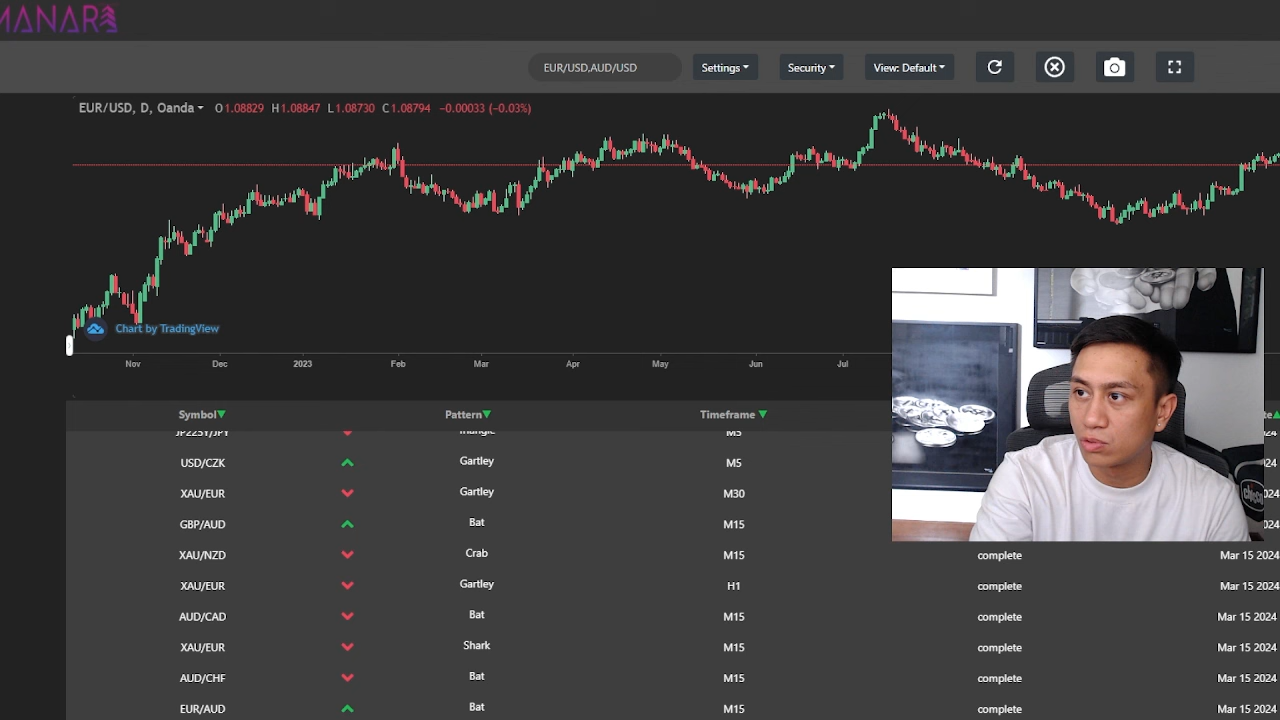 MANARA
EUR/USD,AUD/USD
Settings
Security
View: Default
EUR/USD, D, Oanda O1.08829 H1.08847 L1.08730 C1.08794 −0.00033 (−0.03%)
Chart by TradingView
Nov Dec 2023 Feb Mar Apr May Jun Jul
Symbol Pattern Timeframe
Triangle M5
USD/CZK Gartley M5
XAU/EUR Gartley M30
GBP/AUD Bat M15
XAU/NZD Crab M15 complete Mar 15 2024
XAU/EUR Gartley H1 complete Mar 15 2024
AUD/CAD Bat M15 complete Mar 15 2024
XAU/EUR Shark M15 complete Mar 15 2024
AUD/CHF Bat M15 complete Mar 15 2024
EUR/AUD Bat M15 complete Mar 15 2024